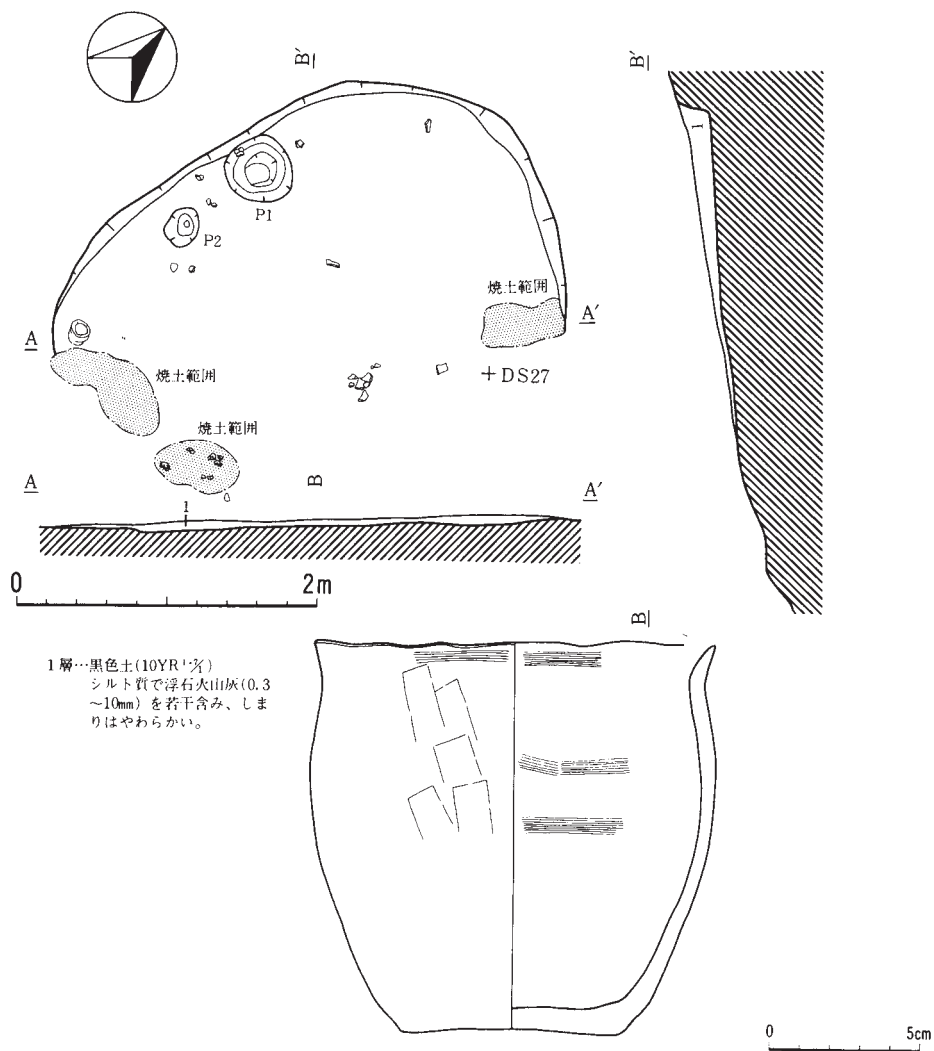 B′
B′
1
P1
P2
焼土範囲
A
A′
焼土範囲
+DS27
焼土範囲
A
B
A′
1
0 2m
B
1層…黒色土(10YR 1.7/1)
シルト質で浮石火山灰(0.3
~10mm)を若干含み、しま
りはやわらかい。
0 5cm